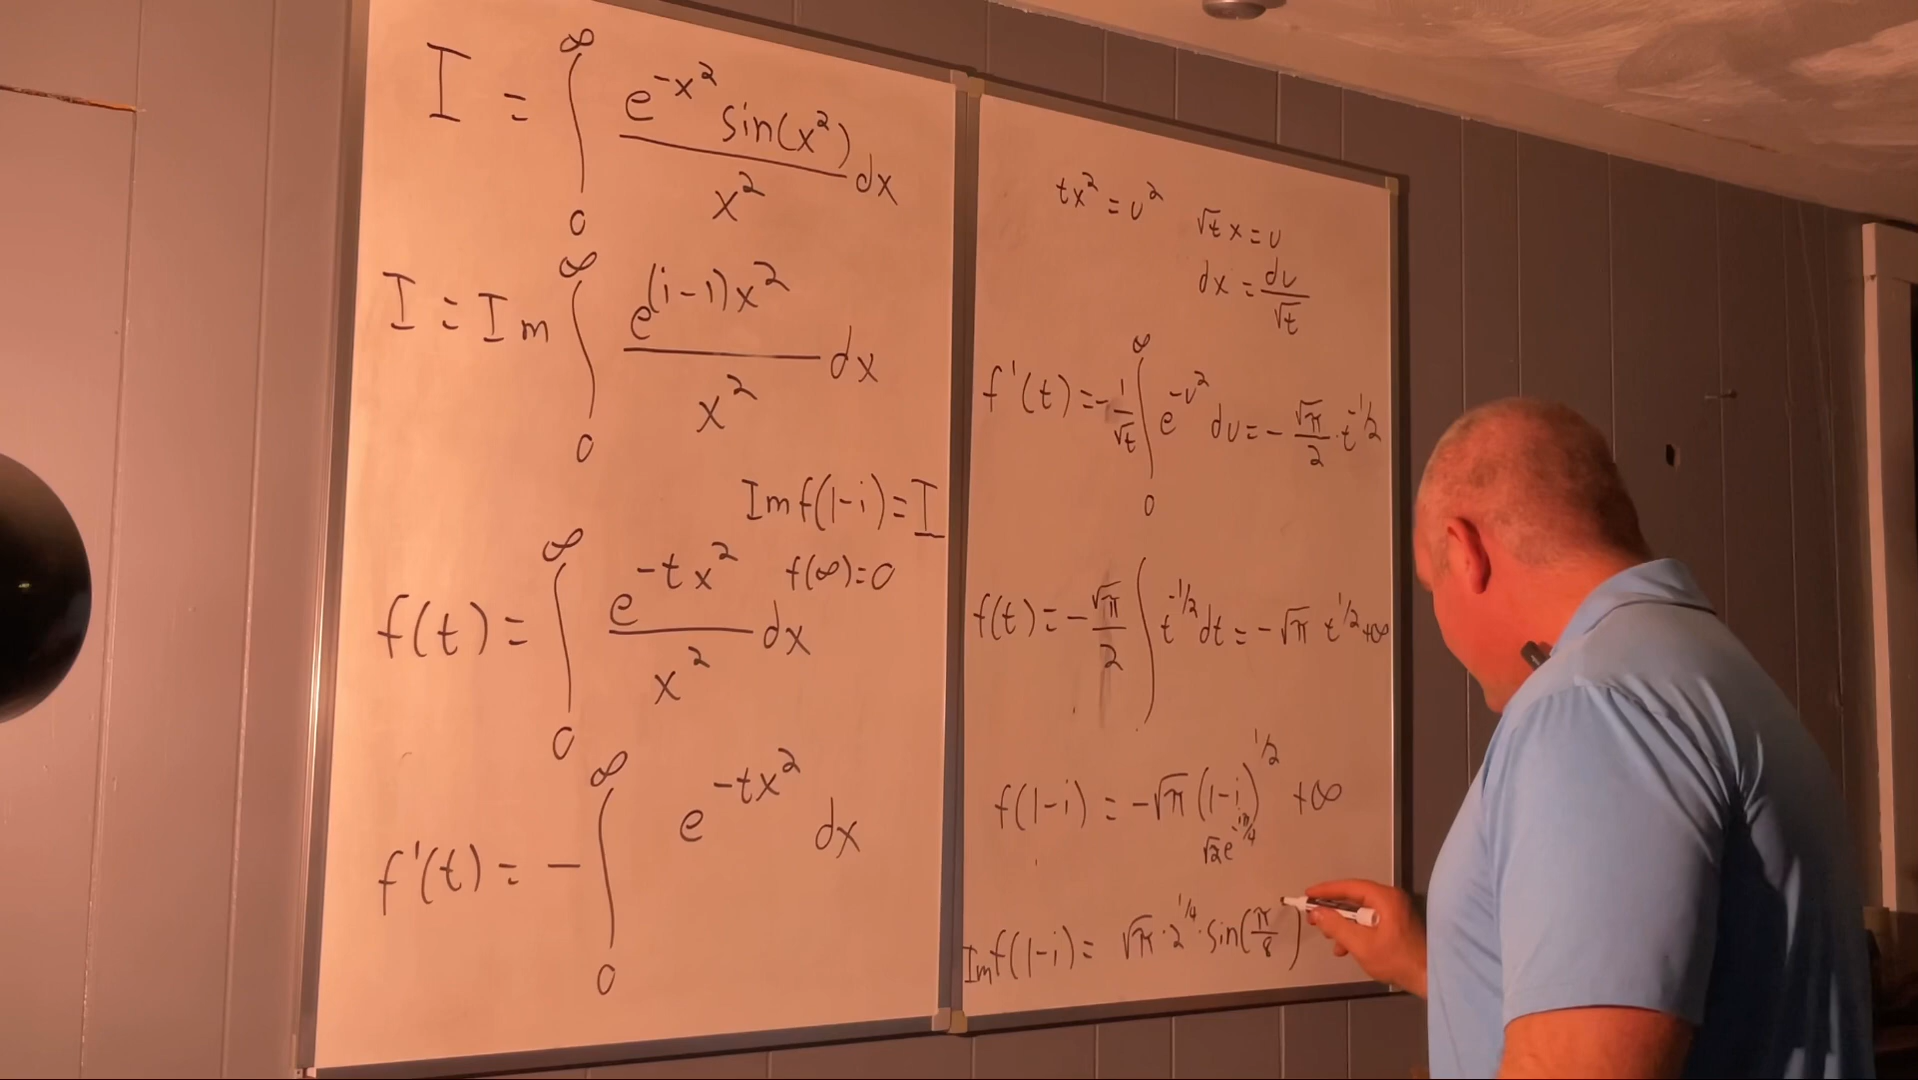 I = ∫₀^∞ e^(-x²) sin(x²) / x² dx
I = Im ∫₀^∞ e^((i-1)x²) / x² dx
Im f(1-i) = I
f(∞) = 0
f(t) = ∫₀^∞ e^(-tx²) / x² dx
f'(t) = - ∫₀^∞ e^(-tx²) dx
tx² = u²
√t x = u
dx = du/√t
f'(t) = - 1/√t ∫₀^∞ e^(-u²) du = - √π/2 · t^(-1/2)
f(t) = - √π/2 ∫ t^(-1/2) dt = -√π t^(1/2) + ∞
f(1-i) = -√π (1-i)^(1/2) + ∞
√2 e^(-iπ/4)
Im f(1-i) = √π · 2^(1/4) · sin(π/8)